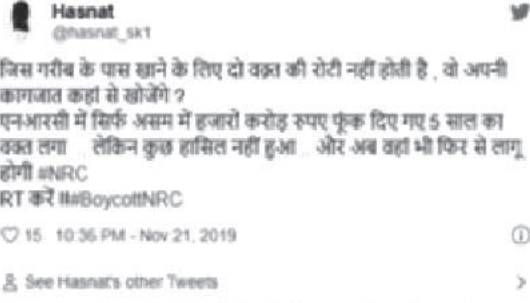 Hasnat
@hasnat_sk1
जिस गरीब के पास खाने के लिए दो वक़्त की रोटी नहीं होती है , वो अपनी
कागजात कहां से खोजेंगे ?
एनआरसी में सिर्फ असम में हजारों करोड़ रुपए फूंक दिए गए 5 साल का
वक्त लगा .. लेकिन कुछ हासिल नहीं हुआ .. और अब वहां भी फिर से लागू
होगी #NRC
RT करें !!#BoycottNRC
15 10:36 PM - Nov 21, 2019
See Hasnat's other Tweets